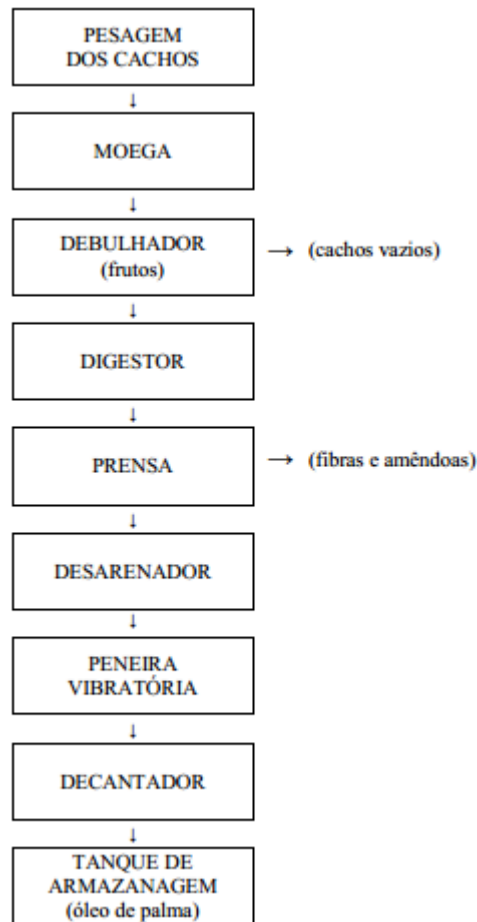 PESAGEM
DOS CACHOS
↓
MOEGA
↓
DEBULHADOR → (cachos vazios)
(frutos)
↓
DIGESTOR
↓
PRENSA → (fibras e amêndoas)
↓
DESARENADOR
↓
PENEIRA
VIBRATÓRIA
↓
DECANTADOR
↓
TANQUE DE
ARMAZANAGEM
(óleo de palma)